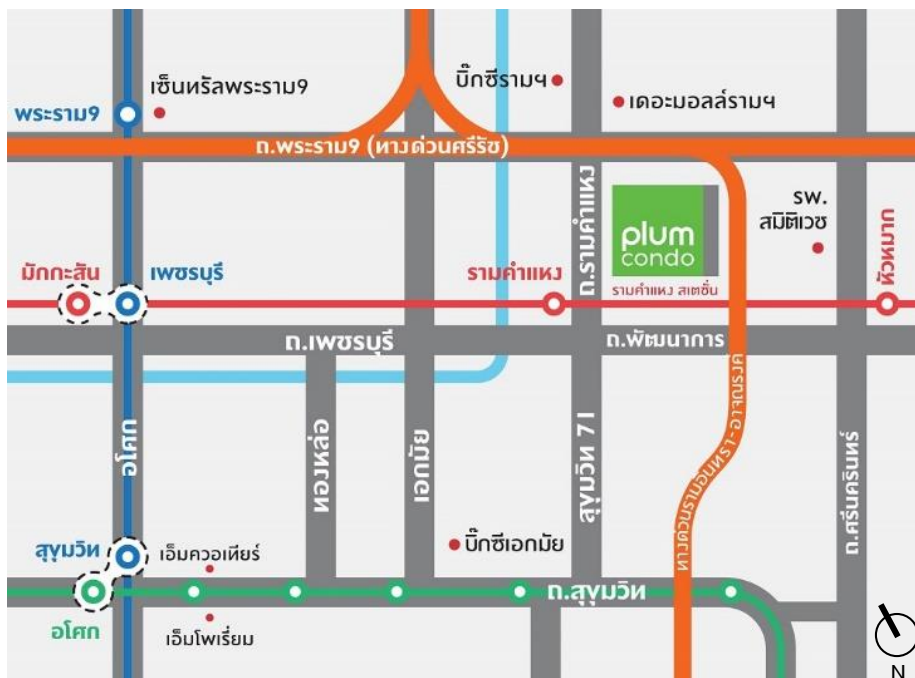 เซ็นทรัลพระราม9
พระราม9
บิ๊กซีรามฯ
เดอะมอลล์รามฯ
ถ.พระราม9 (ทางด่วนศรีรัช)
ถ.รามคำแหง
plum
condo
รามคำแหง สเตชั่น
รพ.
สมิติเวช
หัวหมาก
มักกะสัน
เพชรบุรี
รามคำแหง
ถ.เพชรบุรี
ถ.พัฒนาการ
อโศก
ทองหล่อ
เอกมัย
สุขุมวิท 71
ทางด่วนรามอินทรา-อาจณรงค์
ถ.ศรีนครินทร์
สุขุมวิท
เอ็มควอเทียร์
บิ๊กซีเอกมัย
ถ.สุขุมวิท
อโศก
เอ็มโพเรี่ยม
N